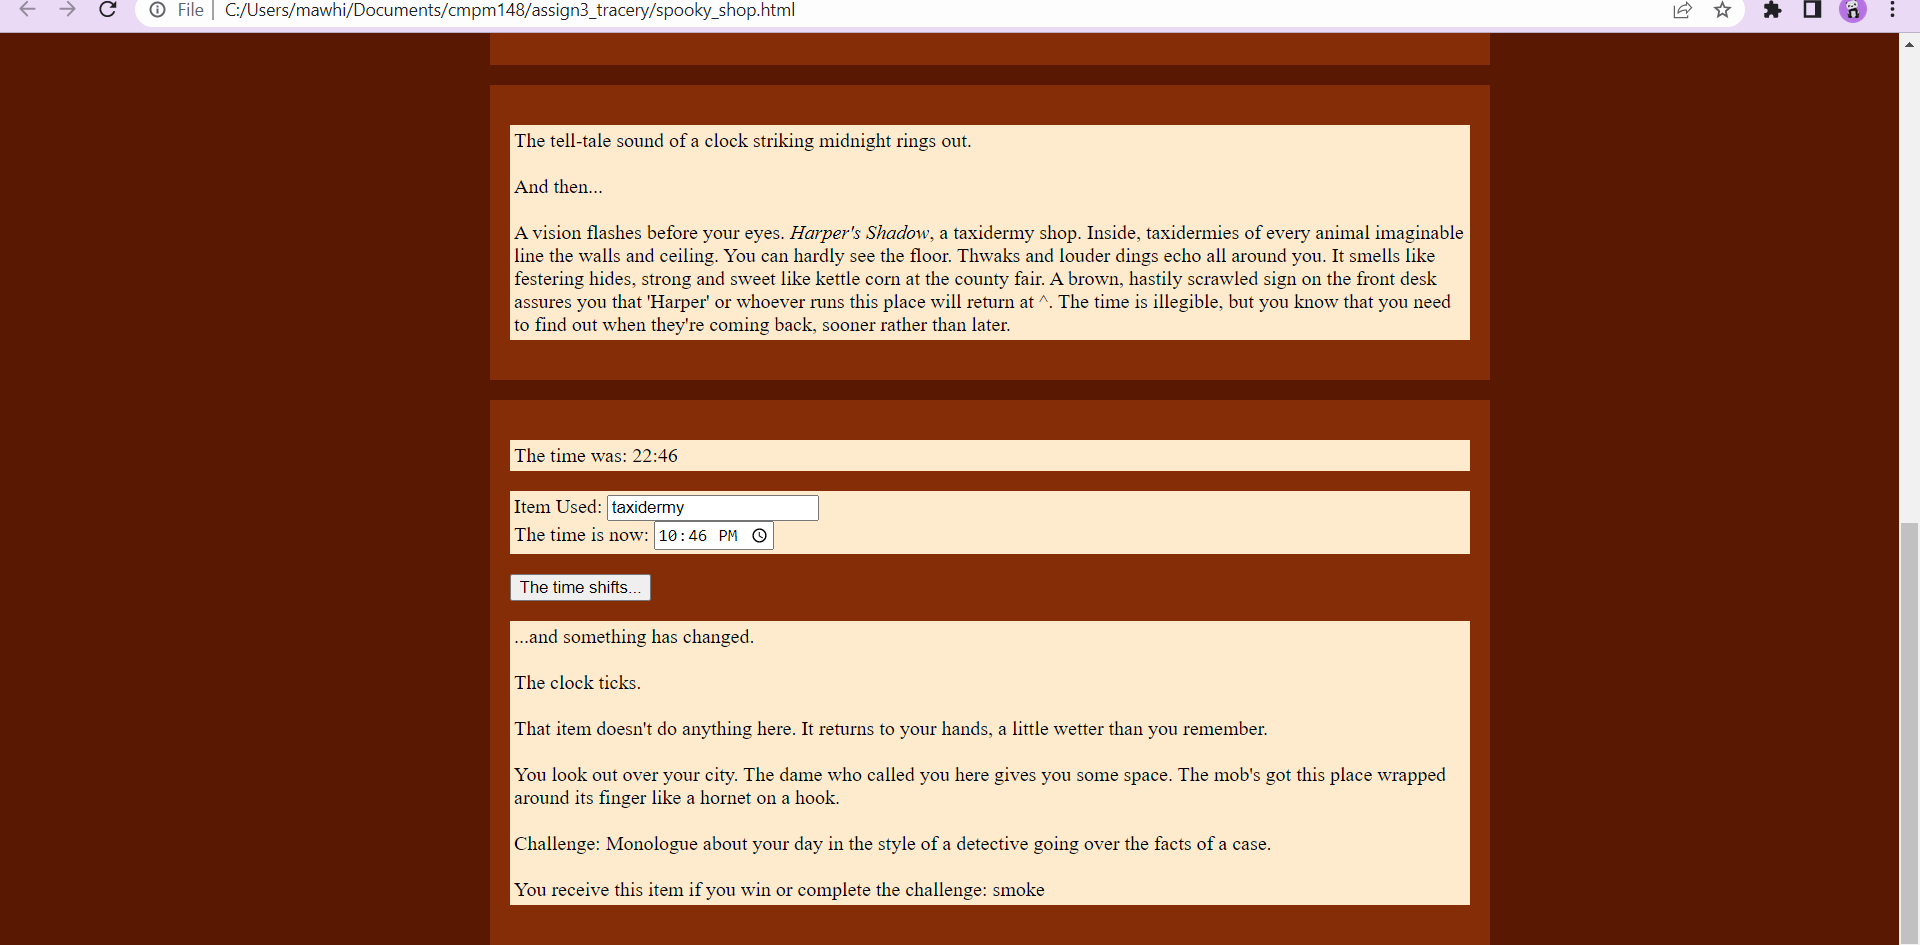 File
C:/Users/mawhi/Documents/cmpm148/assign3_tracery/spooky_shop.html
The tell-tale sound of a clock striking midnight rings out.
And then...
A vision flashes before your eyes. Harper's Shadow, a taxidermy shop. Inside, taxidermies of every animal imaginable
line the walls and ceiling. You can hardly see the floor. Thwaks and louder dings echo all around you. It smells like
festering hides, strong and sweet like kettle corn at the county fair. A brown, hastily scrawled sign on the front desk
assures you that 'Harper' or whoever runs this place will return at ^. The time is illegible, but you know that you need
to find out when they're coming back, sooner rather than later.
The time was: 22:46
Item Used: taxidermy
The time is now: 10:46 PM
The time shifts...
...and something has changed.
The clock ticks.
That item doesn't do anything here. It returns to your hands, a little wetter than you remember.
You look out over your city. The dame who called you here gives you some space. The mob's got this place wrapped
around its finger like a hornet on a hook.
Challenge: Monologue about your day in the style of a detective going over the facts of a case.
You receive this item if you win or complete the challenge: smoke